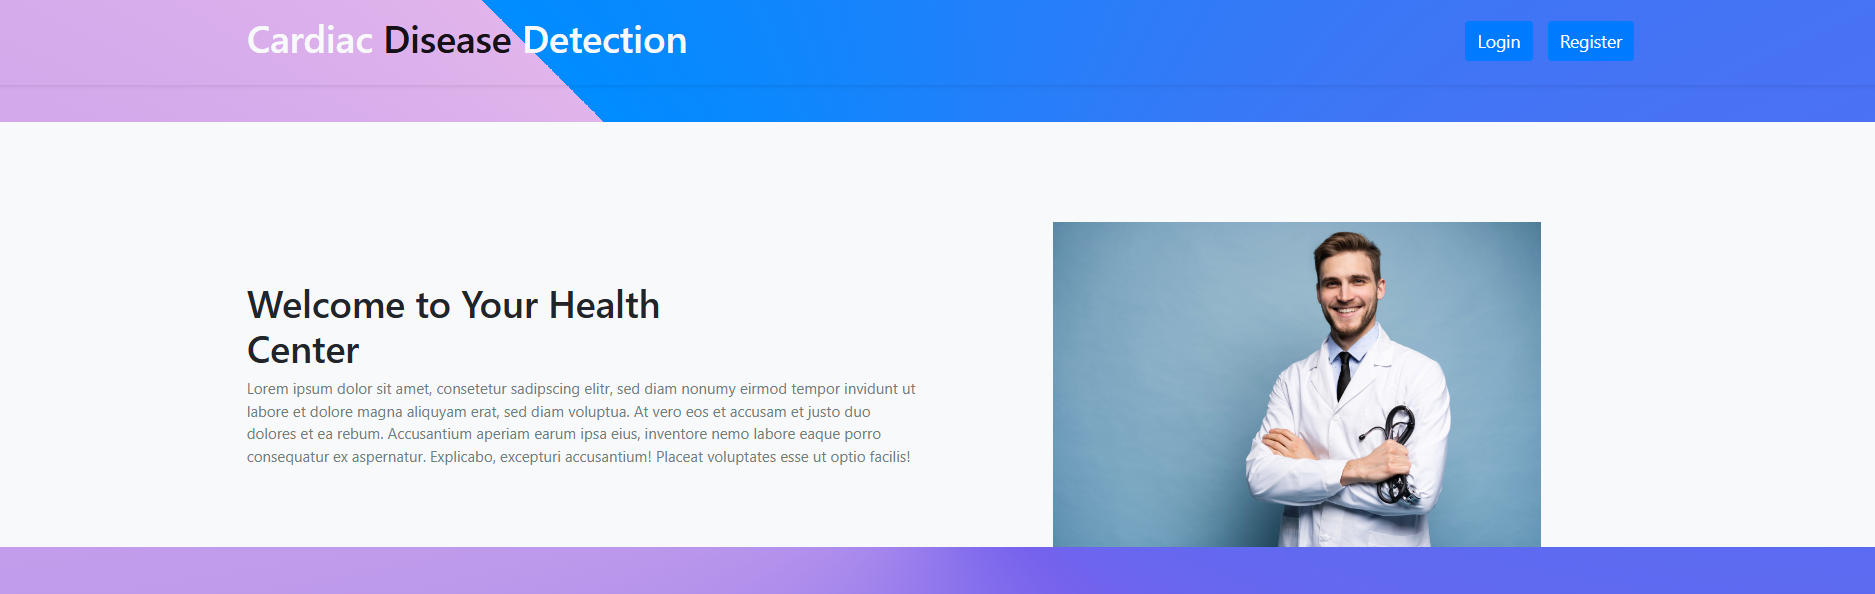 Cardiac Disease Detection
Login
Register
Welcome to Your Health
Center
Lorem ipsum dolor sit amet, consetetur sadipscing elitr, sed diam nonumy eirmod tempor invidunt ut
labore et dolore magna aliquyam erat, sed diam voluptua. At vero eos et accusam et justo duo
dolores et ea rebum. Accusantium aperiam earum ipsa eius, inventore nemo labore eaque porro
consequatur ex aspernatur. Explicabo, excepturi accusantium! Placeat voluptates esse ut optio facilis!